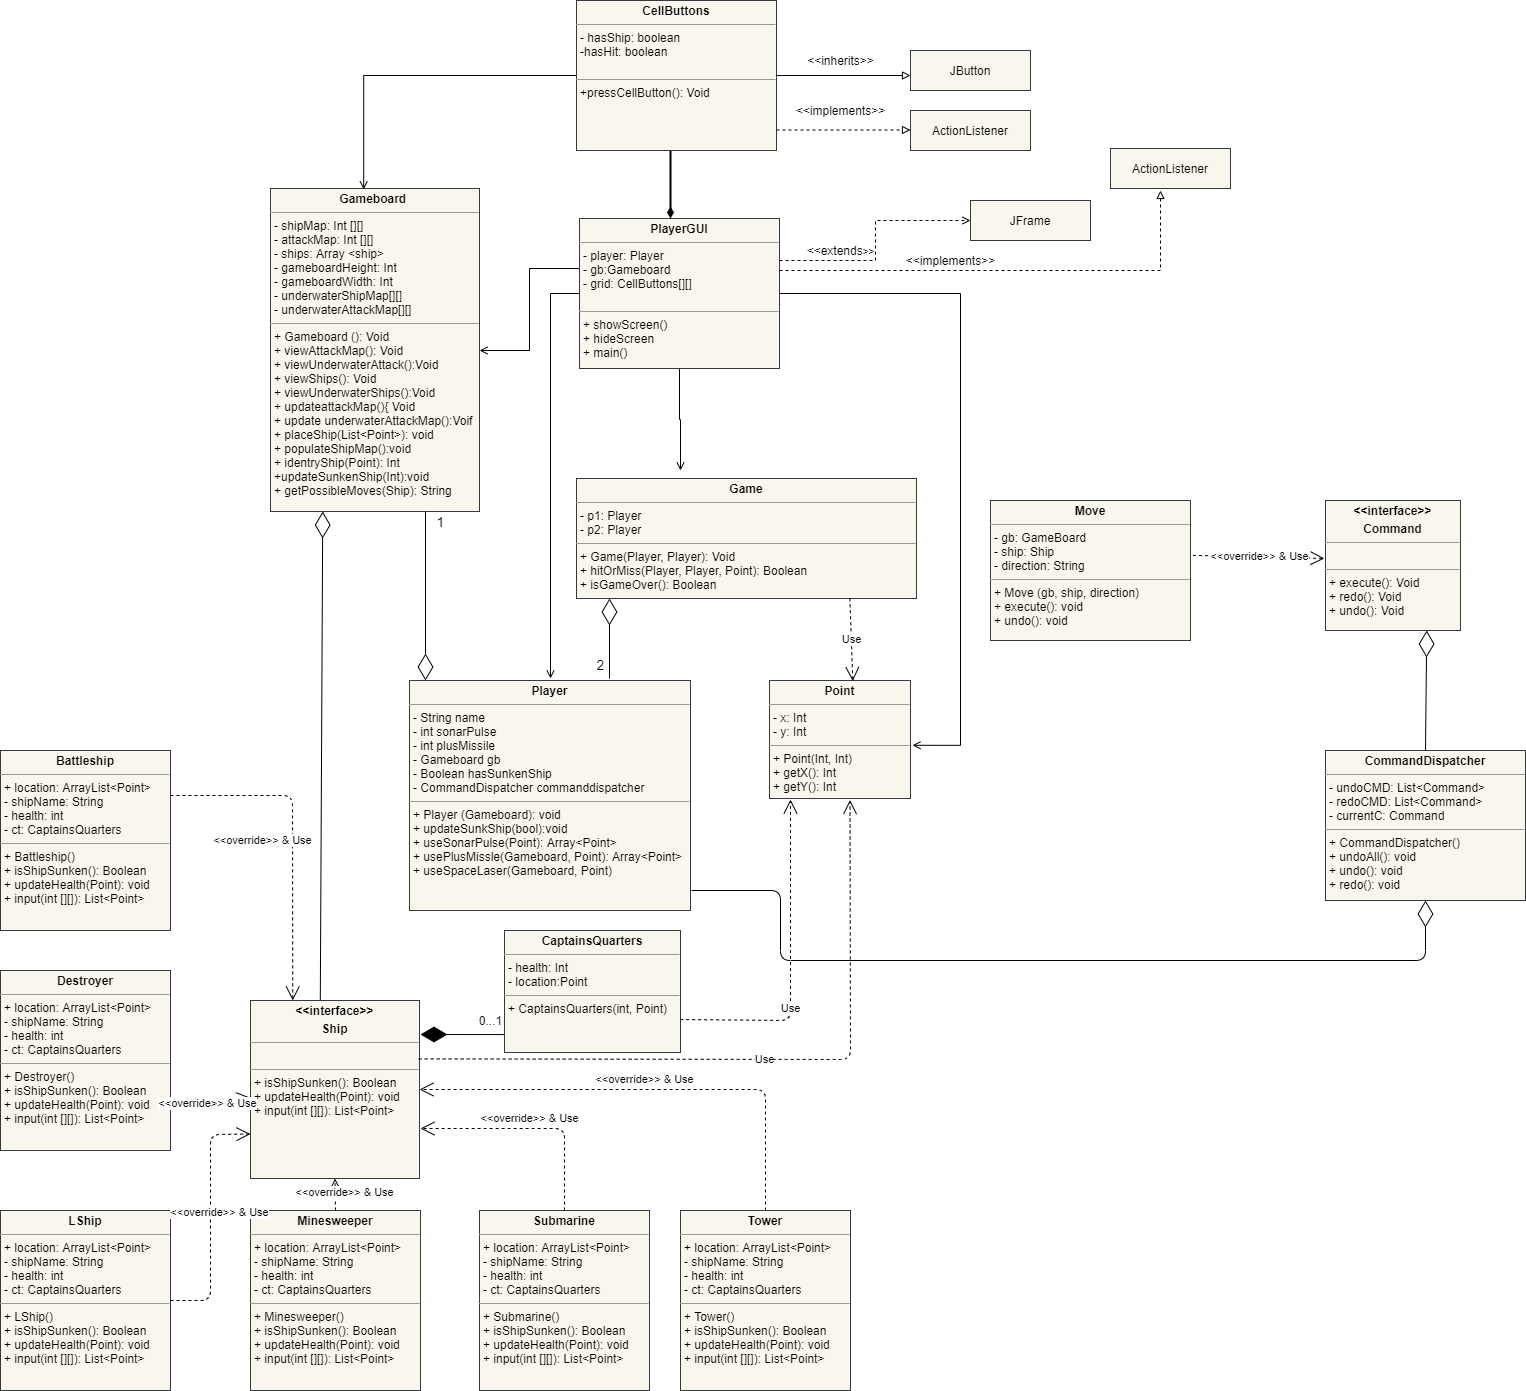 CellButtons
- hasShip: boolean
-hasHit: boolean
+pressCellButton(): Void
<<inherits>>
JButton
<<implements>>
ActionListener
ActionListener
JFrame
<<extends>>
<<implements>>
PlayerGUI
- player: Player
- gb:Gameboard
- grid: CellButtons[][]
+ showScreen()
+ hideScreen
+ main()
Gameboard
- shipMap: Int [][]
- attackMap: Int [][]
- ships: Array <ship>
- gameboardHeight: Int
- gameboardWidth: Int
- underwaterShipMap[][]
- underwaterAttackMap[][]
+ Gameboard (): Void
+ viewAttackMap(): Void
+ viewUnderwaterAttack():Void
+ viewShips(): Void
+ viewUnderwaterShips():Void
+ updateattackMap(){ Void
+ update underwaterAttackMap():Voif
+ placeShip(List<Point>): void
+ populateShipMap():void
+ identryShip(Point): Int
+updateSunkenShip(Int):void
+ getPossibleMoves(Ship): String
1
Game
- p1: Player
- p2: Player
+ Game(Player, Player): Void
+ hitOrMiss(Player, Player, Point): Boolean
+ isGameOver(): Boolean
2
Use
Move
- gb: GameBoard
- ship: Ship
- direction: String
+ Move (gb, ship, direction)
+ execute(): void
+ undo(): void
<<override>> & Use
<<interface>>
Command
+ execute(): Void
+ redo(): Void
+ undo(): Void
Player
- String name
- int sonarPulse
- int plusMissile
- Gameboard gb
- Boolean hasSunkenShip
- CommandDispatcher commanddispatcher
+ Player (Gameboard): void
+ updateSunkShip(bool):void
+ useSonarPulse(Point): Array<Point>
+ usePlusMissle(Gameboard, Point): Array<Point>
+ useSpaceLaser(Gameboard, Point)
Point
- x: Int
- y: Int
+ Point(Int, Int)
+ getX(): Int
+ getY(): Int
CommandDispatcher
- undoCMD: List<Command>
- redoCMD: List<Command>
- currentC: Command
+ CommandDispatcher()
+ undoAll(): void
+ undo(): void
+ redo(): void
Battleship
+ location: ArrayList<Point>
- shipName: String
- health: int
- ct: CaptainsQuarters
+ Battleship()
+ isShipSunken(): Boolean
+ updateHealth(Point): void
+ input(int [][]): List<Point>
<<override>> & Use
CaptainsQuarters
- health: Int
- location:Point
+ CaptainsQuarters(int, Point)
0...1
Use
Use
Destroyer
+ location: ArrayList<Point>
- shipName: String
- health: int
- ct: CaptainsQuarters
+ Destroyer()
+ isShipSunken(): Boolean
+ updateHealth(Point): void
+ input(int [][]): List<Point>
<<override>> & Use
<<interface>>
Ship
+ isShipSunken(): Boolean
+ updateHealth(Point): void
+ input(int [][]): List<Point>
<<override>> & Use
<<override>> & Use
<<override>> & Use
<<override>> & Use
LShip
+ location: ArrayList<Point>
- shipName: String
- health: int
- ct: CaptainsQuarters
+ LShip()
+ isShipSunken(): Boolean
+ updateHealth(Point): void
+ input(int [][]): List<Point>
Minesweeper
+ location: ArrayList<Point>
- shipName: String
- health: int
- ct: CaptainsQuarters
+ Minesweeper()
+ isShipSunken(): Boolean
+ updateHealth(Point): void
+ input(int [][]): List<Point>
Submarine
+ location: ArrayList<Point>
- shipName: String
- health: int
- ct: CaptainsQuarters
+ Submarine()
+ isShipSunken(): Boolean
+ updateHealth(Point): void
+ input(int [][]): List<Point>
Tower
+ location: ArrayList<Point>
- shipName: String
- health: int
- ct: CaptainsQuarters
+ Tower()
+ isShipSunken(): Boolean
+ updateHealth(Point): void
+ input(int [][]): List<Point>